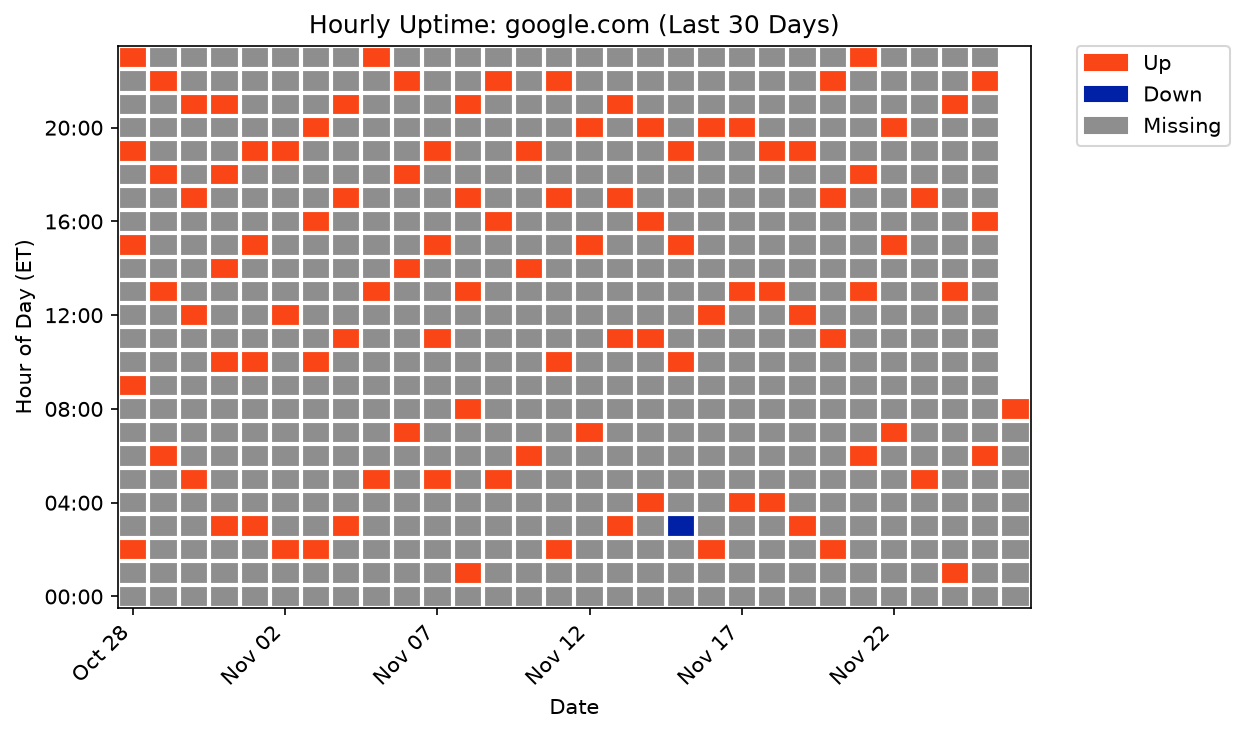 Hourly Uptime: google.com (Last 30 Days)
Up
Down
Missing
Hour of Day (ET)
20:00
16:00
12:00
08:00
04:00
00:00
Oct 28
Nov 02
Nov 07
Nov 12
Nov 17
Nov 22
Date